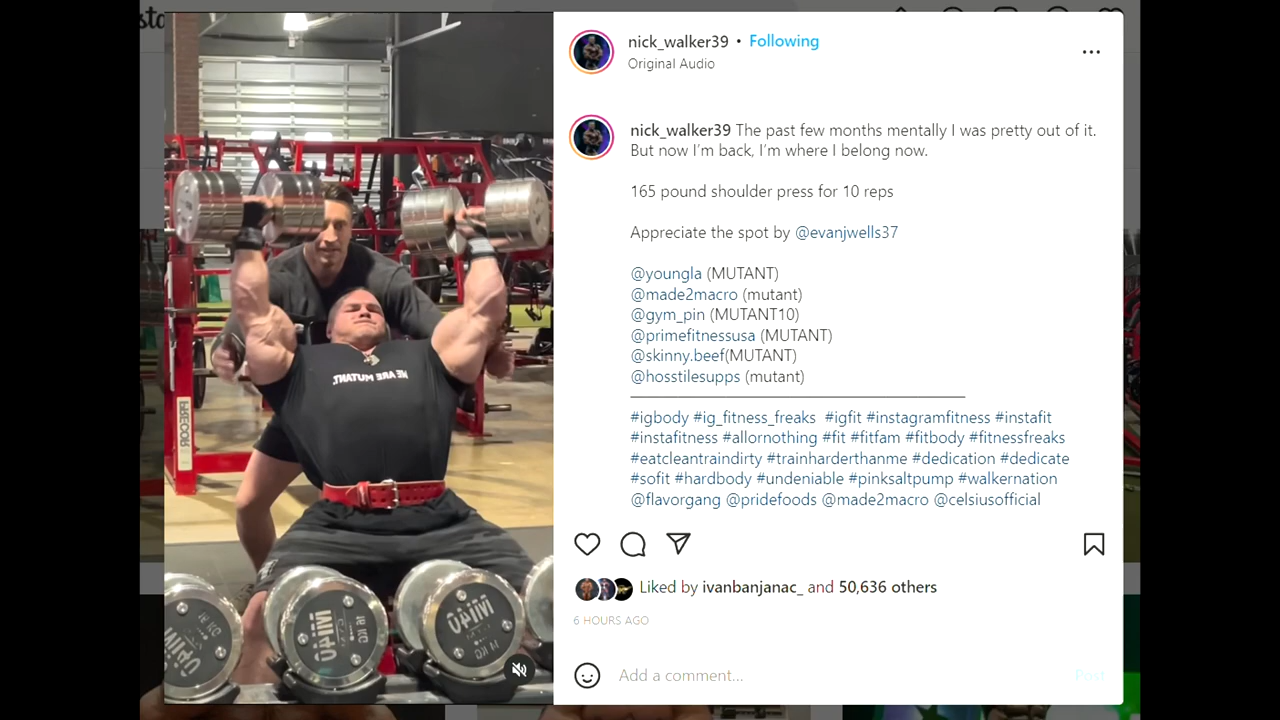 nick_walker39 • Following
Original Audio
nick_walker39 The past few months mentally I was pretty out of it.
But now I'm back, I'm where I belong now.
165 pound shoulder press for 10 reps
Appreciate the spot by @evanjwells37
@youngla (MUTANT)
@made2macro (mutant)
@gym_pin (MUTANT10)
@primefitnessusa (MUTANT)
@skinny.beef(MUTANT)
@hosstilesupps (mutant)
#igbody #ig_fitness_freaks #igfit #instagramfitness #instafit
#instafitness #allornothing #fit #fitfam #fitbody #fitnessfreaks
#eatcleantraindirty #trainharderthanme #dedication #dedicate
#sofit #hardbody #undeniable #pinksaltpump #walkernation
@flavorgang @pridefoods @made2macro @celsiusofficial
Liked by ivanbanjanac_ and 50,636 others
6 HOURS AGO
Add a comment...
Post
WE ARE MUTANT.
PRECOR